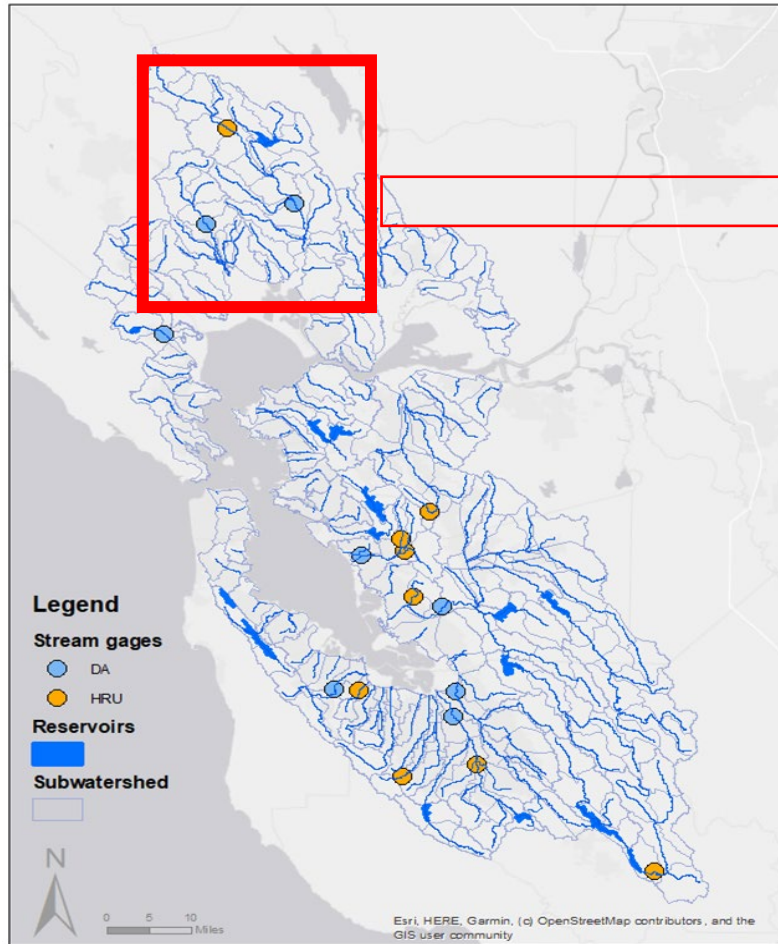 Legend
Stream gages
DA
HRU
Reservoirs
Subwatershed
N
0 5 10
Miles
Esri, HERE, Garmin, (c) OpenStreetMap contributors, and the
GIS user community